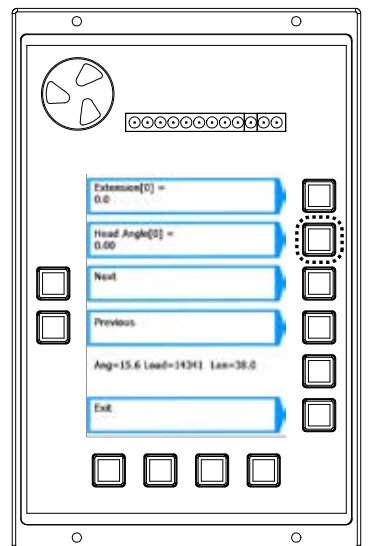 Extension[0] =
0.0
Head Angle[0] =
0.00
Next
Previous
Ang=15.6 Load=14341 Len=38.0
Exit